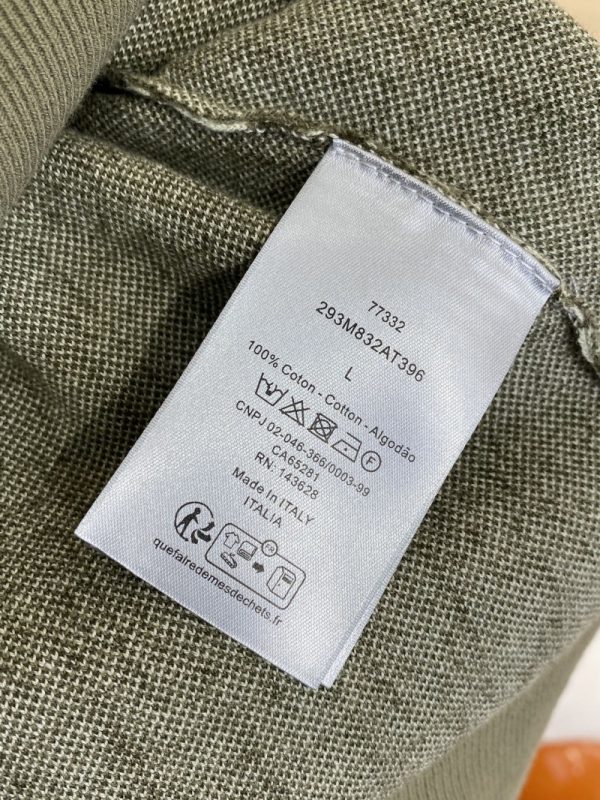 77332
293M832AT396
L
100% Coton - Cotton - Algodão
CNPJ 02-046-366/0003-99
CA65281
RN: 143628
Made in ITALY
ITALIA
quefairedemesdechets.fr